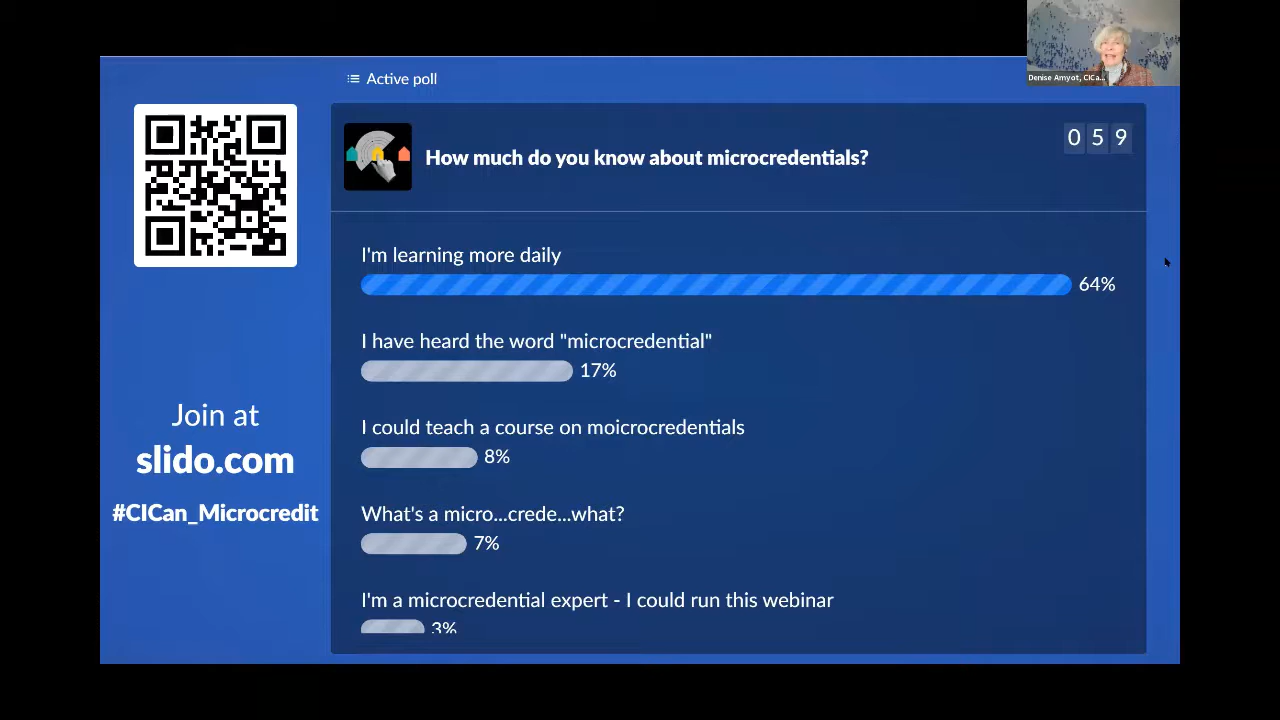 Denise Amyot, CICa...
Active poll
How much do you know about microcredentials?
0 5 9
I'm learning more daily
64%
I have heard the word "microcredential"
17%
I could teach a course on moicrocredentials
8%
What's a micro...crede...what?
7%
I'm a microcredential expert - I could run this webinar
3%
Join at
slido.com
#CICan_Microcredit